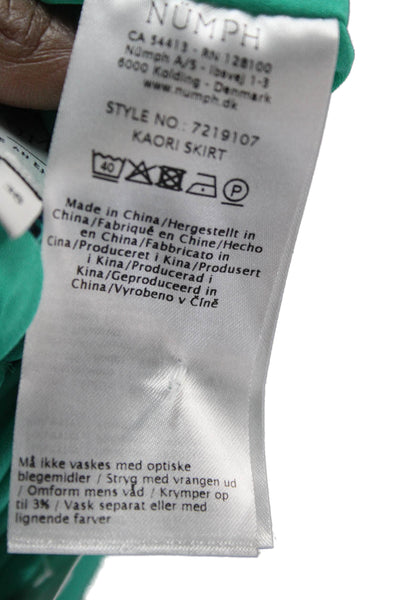 NÜMPH
CA 34413 - RN 128100
Nümph A/S - Ibsvej 1-3
6000 Kolding - Denmark
www.numph.dk
STYLE NO.: 7219107
KAORI SKIRT
40 P
Made in China/Hergestellt in
China/Fabriqué en Chine/Hecho
en China/Fabbricato in
Cina/Produceret i Kina/Produsert
i Kina/Producerad i
Kina/Geproduceerd in
China/Vyrobeno v Číně
Må ikke vaskes med optiske
blegemidler / Stryg med vrangen ud
/ Omform mens våd / Krymper op
til 3% / Vask separat eller med
lignende farver